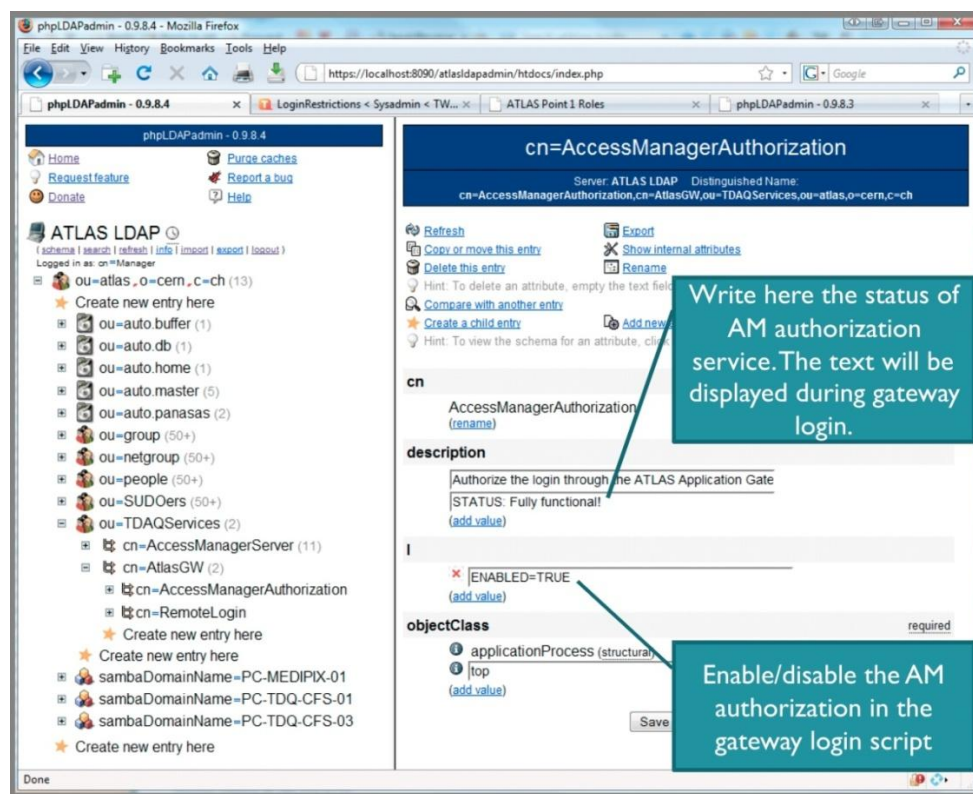 phpLDAPadmin - 0.9.8.4 - Mozilla Firefox
File Edit View History Bookmarks Tools Help
https://localhost:8090/atlasldapadmin/htdocs/index.php
Google
phpLDAPadmin - 0.9.8.4
LoginRestrictions < Sysadmin < TW...
ATLAS Point 1 Roles
phpLDAPadmin - 0.9.8.3
phpLDAPadmin - 0.9.8.4
Home Purge caches
Request feature Report a bug
Donate Help
ATLAS LDAP
( schema | search | refresh | info | import | export | logout )
Logged in as: cn=Manager
ou=atlas,o=cern,c=ch (13)
Create new entry here
ou=auto.buffer (1)
ou=auto.db (1)
ou=auto.home (1)
ou=auto.master (5)
ou=auto.panasas (2)
ou=group (50+)
ou=netgroup (50+)
ou=people (50+)
ou=SUDOers (50+)
ou=TDAQServices (2)
cn=AccessManagerServer (11)
cn=AtlasGW (2)
cn=AccessManagerAuthorization
cn=RemoteLogin
Create new entry here
Create new entry here
sambaDomainName=PC-MEDIPIX-01
sambaDomainName=PC-TDQ-CFS-01
sambaDomainName=PC-TDQ-CFS-03
Create new entry here
cn=AccessManagerAuthorization
Server: ATLAS LDAP Distinguished Name:
cn=AccessManagerAuthorization,cn=AtlasGW,ou=TDAQServices,ou=atlas,o=cern,c=ch
Refresh Export
Copy or move this entry Show internal attributes
Delete this entry Rename
Hint: To delete an attribute, empty the text field
Compare with another entry
Create a child entry Add new
Hint: To view the schema for an attribute, click
Write here the status of
AM authorization
service. The text will be
displayed during gateway
login.
cn
AccessManagerAuthorization
(rename)
description
Authorize the login through the ATLAS Application Gate
STATUS: Fully functional!
(add value)
l
ENABLED=TRUE
(add value)
objectClass required
applicationProcess (structural)
top
(add value)
Save
Enable/disable the AM
authorization in the
gateway login script
Done